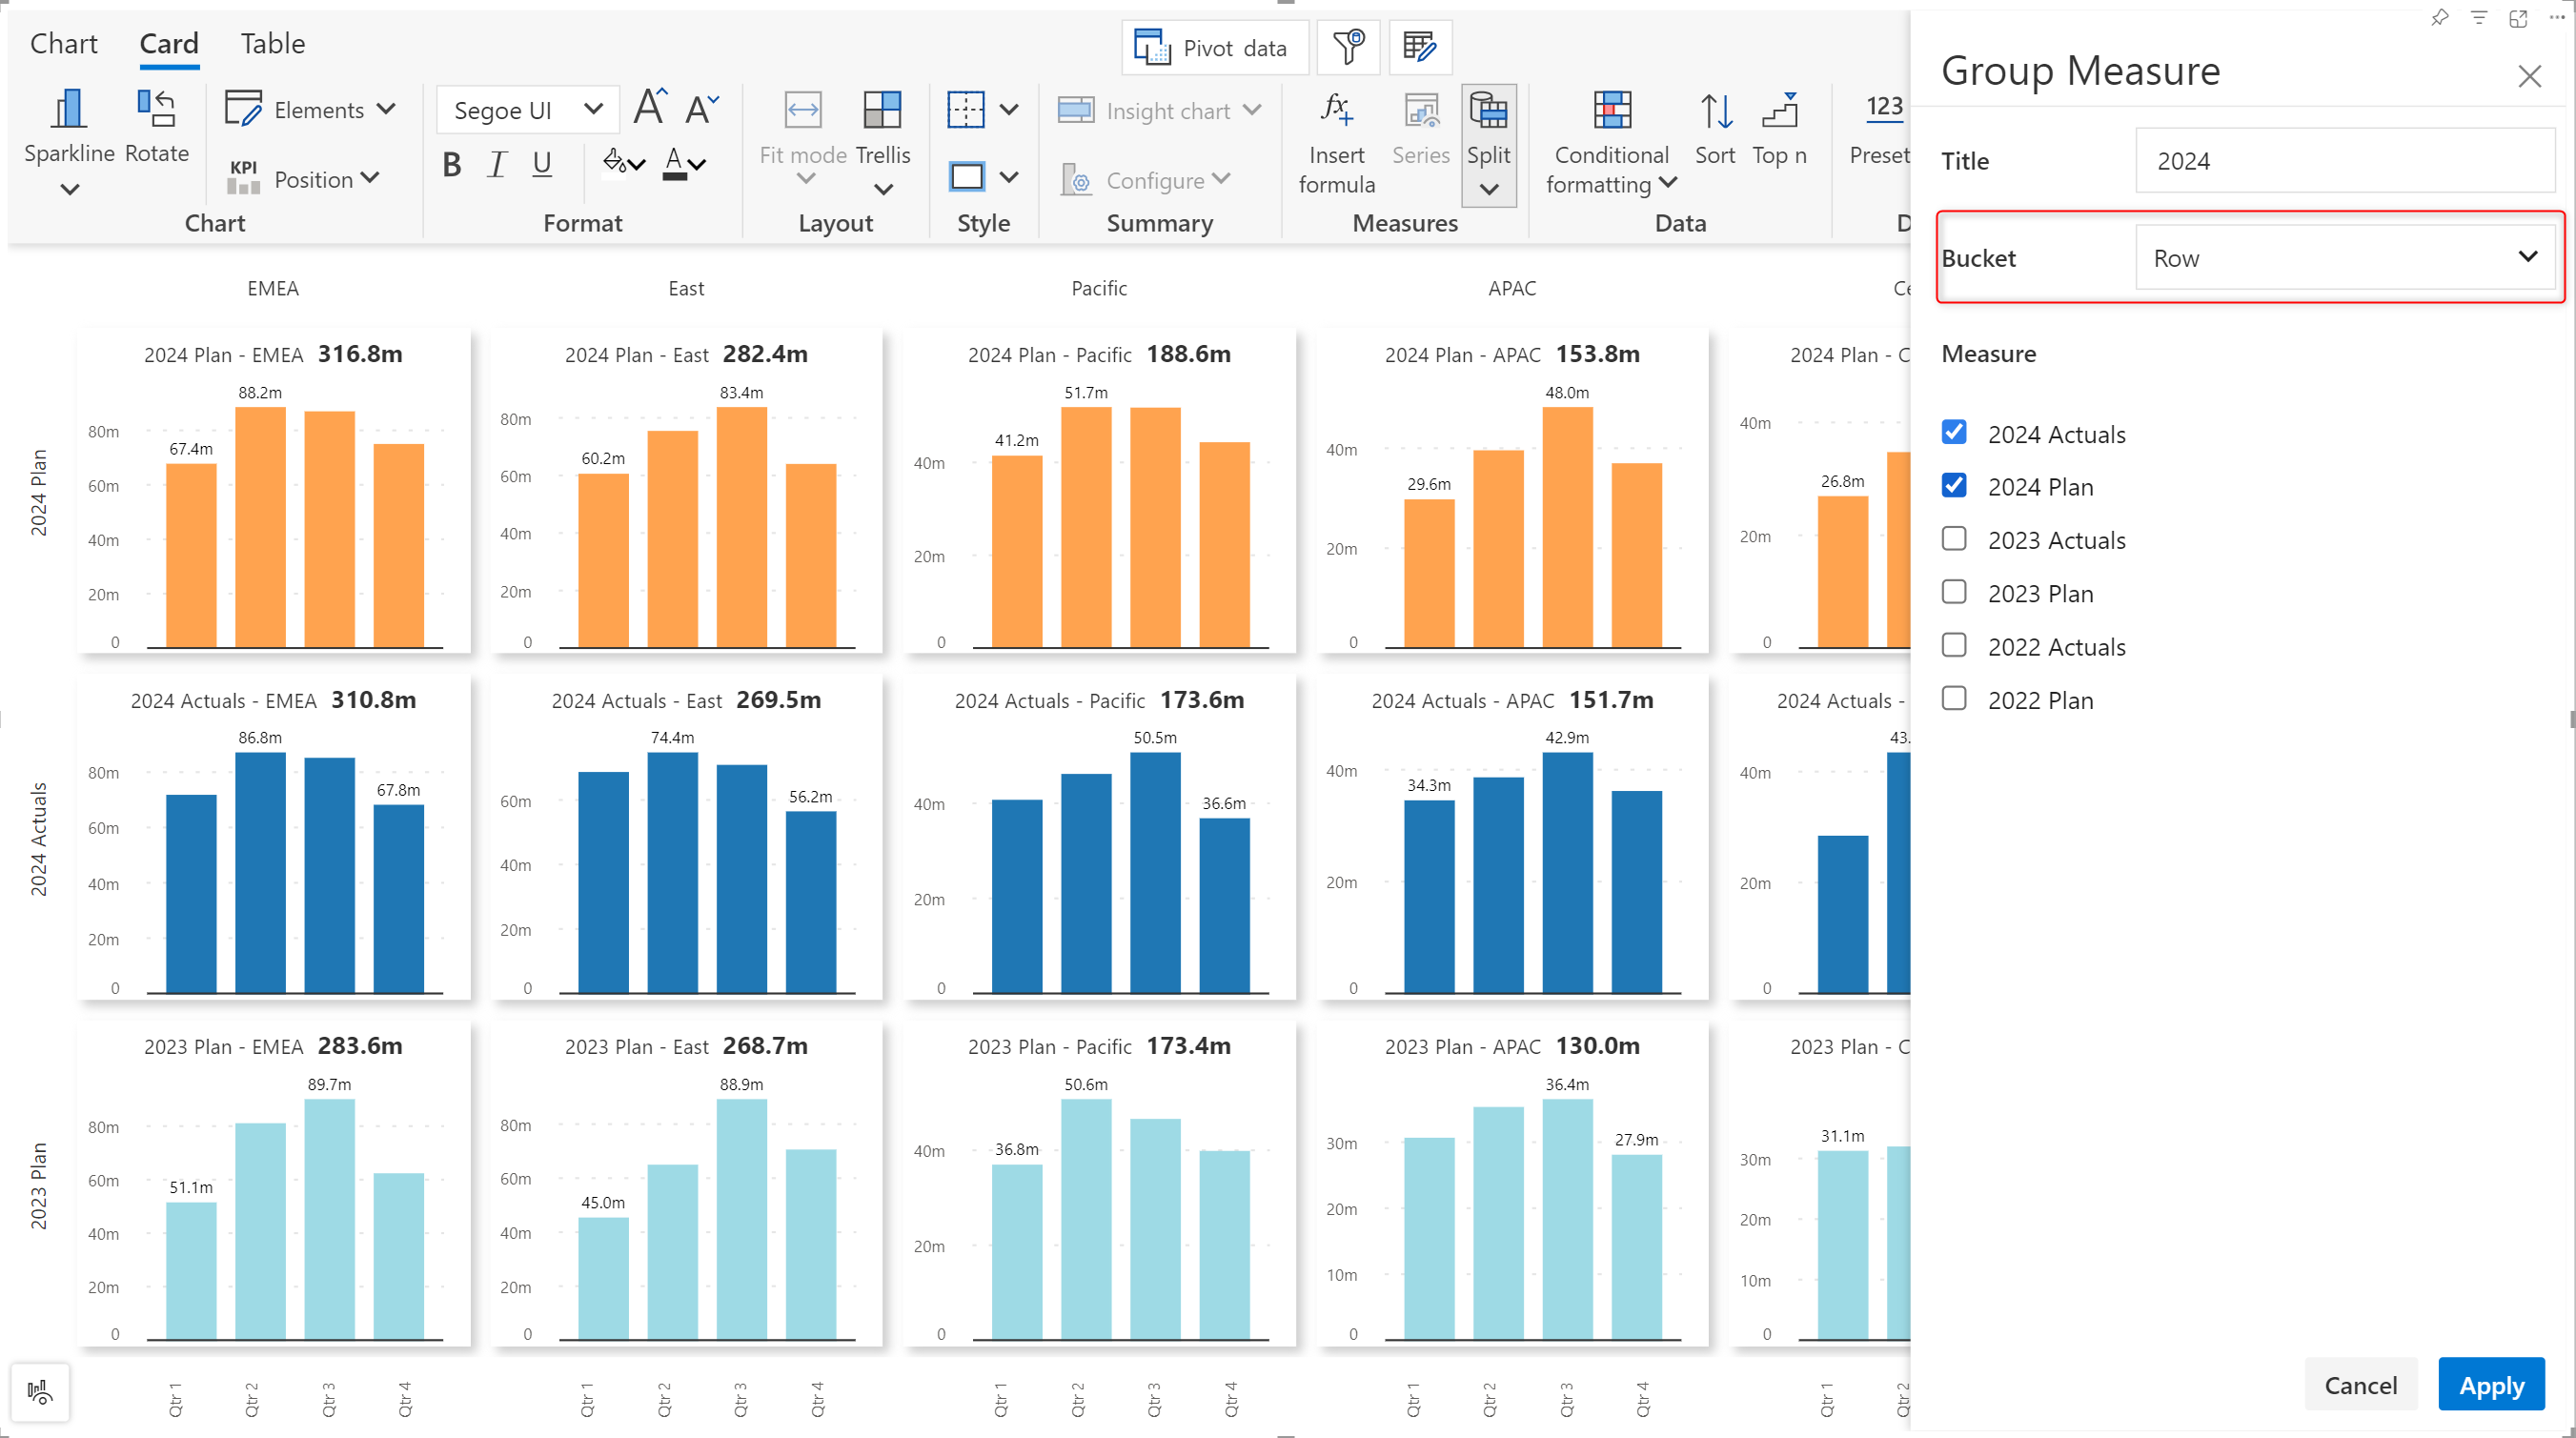 Chart Card Table
Pivot data
Sparkline Rotate
Elements
KPI Position
Chart
Segoe UI A A
B I U A
Format
Fit mode Trellis
Layout
Style
Insight chart
Configure
Summary
fx Insert formula
Series
Split
Measures
Conditional formatting
Sort
Top n
Data
123
Preset
D
Group Measure
Title 2024
Bucket Row
Measure
2024 Actuals
2024 Plan
2023 Actuals
2023 Plan
2022 Actuals
2022 Plan
Cancel Apply
EMEA East Pacific APAC Ce
2024 Plan
2024 Plan - EMEA 316.8m
88.2m
67.4m
80m
60m
40m
20m
0
2024 Plan - East 282.4m
83.4m
60.2m
80m
60m
40m
20m
0
2024 Plan - Pacific 188.6m
51.7m
41.2m
40m
20m
0
2024 Plan - APAC 153.8m
48.0m
29.6m
40m
20m
0
2024 Plan - C
26.8m
40m
20m
0
2024 Actuals
2024 Actuals - EMEA 310.8m
86.8m
67.8m
80m
60m
40m
20m
0
2024 Actuals - East 269.5m
74.4m
56.2m
60m
40m
20m
0
2024 Actuals - Pacific 173.6m
50.5m
36.6m
40m
20m
0
2024 Actuals - APAC 151.7m
42.9m
34.3m
40m
20m
0
2024 Actuals -
43.
40m
20m
0
2023 Plan
2023 Plan - EMEA 283.6m
89.7m
51.1m
80m
60m
40m
20m
0
2023 Plan - East 268.7m
88.9m
45.0m
80m
60m
40m
20m
0
2023 Plan - Pacific 173.4m
50.6m
36.8m
40m
20m
0
2023 Plan - APAC 130.0m
36.4m
27.9m
30m
20m
10m
0
2023 Plan - C
31.1m
30m
20m
10m
0
Qtr 1 Qtr 2 Qtr 3 Qtr 4
Qtr 1 Qtr 2 Qtr 3 Qtr 4
Qtr 1 Qtr 2 Qtr 3 Qtr 4
Qtr 1 Qtr 2 Qtr 3 Qtr 4
Qtr 1 Qtr 2